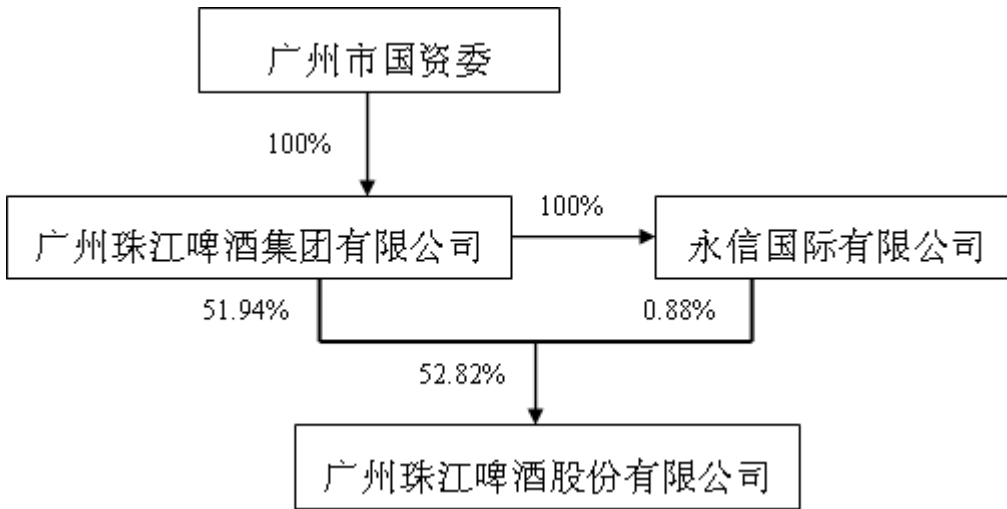 广州市国资委
100%
广州珠江啤酒集团有限公司
100%
永信国际有限公司
51.94%
0.88%
52.82%
广州珠江啤酒股份有限公司